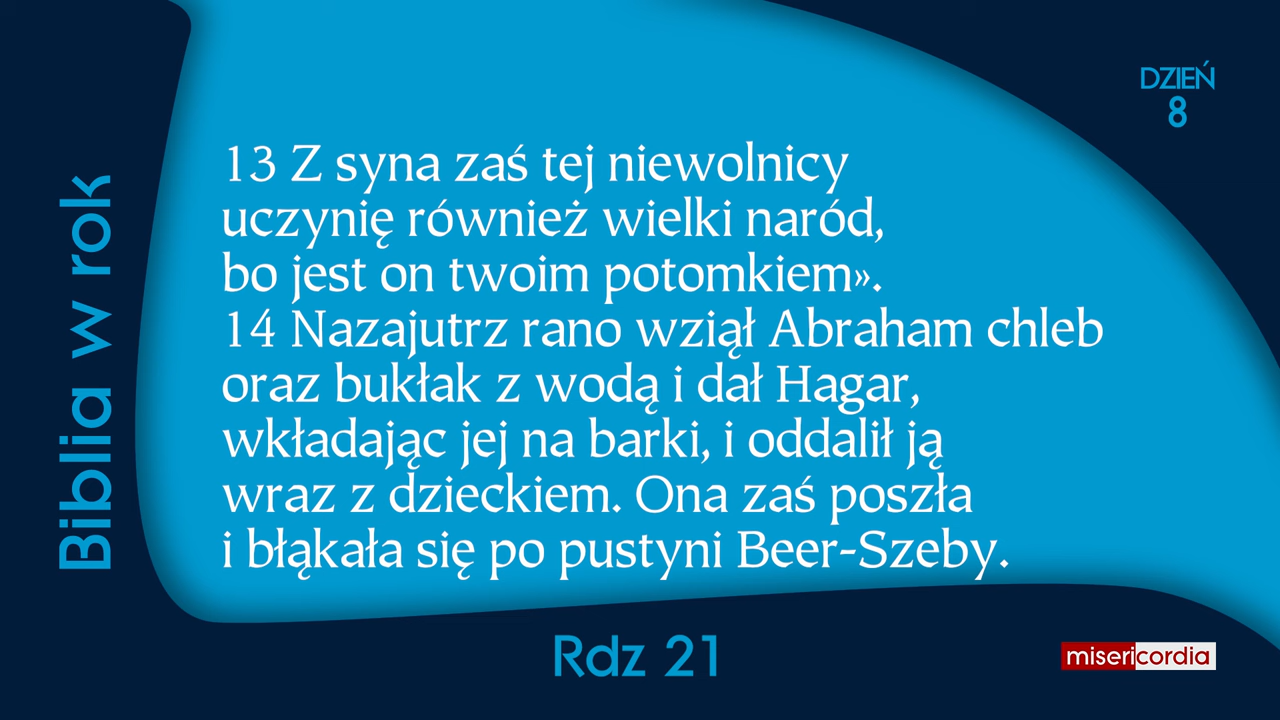 DZIEŃ
8
Biblia w rok
13 Z syna zaś tej niewolnicy
uczynię również wielki naród,
bo jest on twoim potomkiem».
14 Nazajutrz rano wziął Abraham chleb
oraz bukłak z wodą i dał Hagar,
wkładając jej na barki, i oddalił ją
wraz z dzieckiem. Ona zaś poszła
i błąkała się po pustyni Beer-Szeby.
Rdz 21
misericordia